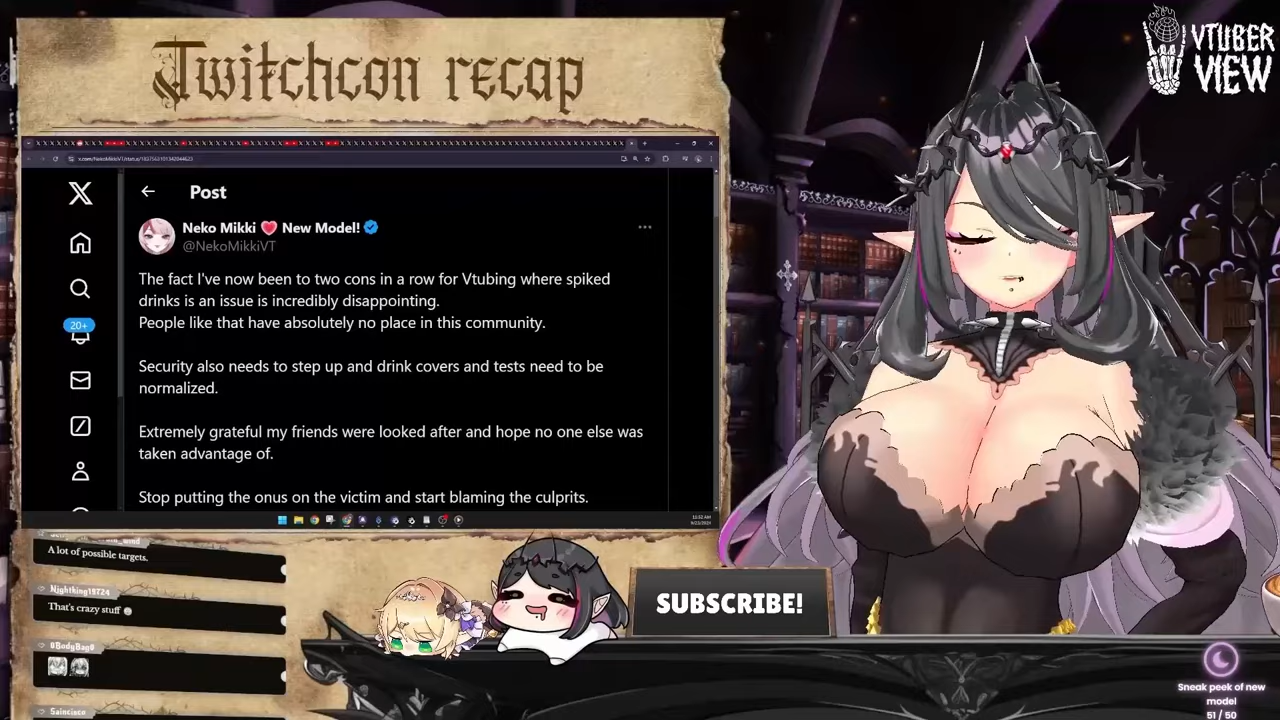 Twitchcon recap
VTUBER
VIEW
Post
Neko Mikki ❤️ New Model!
@NekoMikkiVT
The fact I've now been to two cons in a row for Vtubing where spiked
drinks is an issue is incredibly disappointing.
People like that have absolutely no place in this community.
20+
Security also needs to step up and drink covers and tests need to be
normalized.
Extremely grateful my friends were looked after and hope no one else was
taken advantage of.
Stop putting the onus on the victim and start blaming the culprits.
A lot of possible targets.
Nightking19724
That's crazy stuff
0BodyBag0
Saincisco
SUBSCRIBE!
Sneak peek of new
model
51 / 50